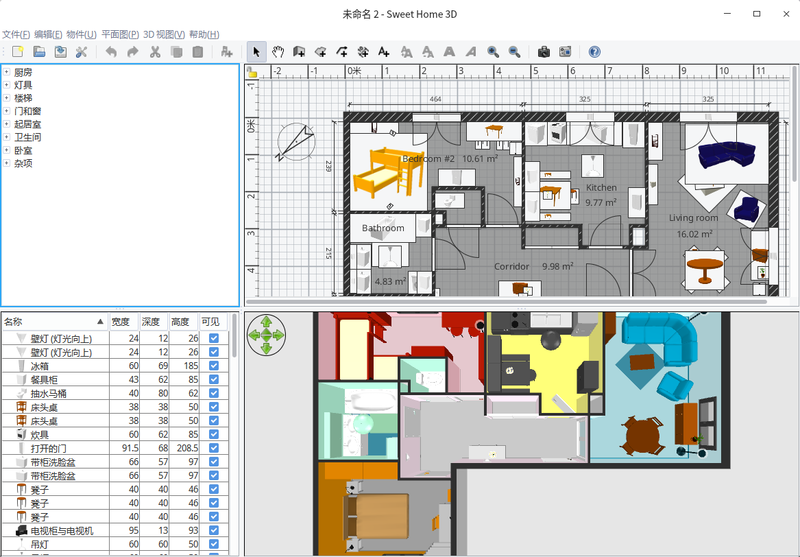 未命名 2 - Sweet Home 3D
文件(F) 编辑(E) 物件(U) 平面图(P) 3D 视图(V) 帮助(H)
厨房
灯具
楼梯
门和窗
起居室
卫生间
卧室
杂项
-2 -1 0米 1 2 3 4 5 6 7 8 9 10 11
-1
0米
1
2
3
4
464 325 325
239
215
Bedroom #2 10.61 m²
Kitchen
9.77 m²
Living room
16.02 m²
Bathroom
4.83 m²
Corridor 9.98 m²
名称 宽度 深度 高度 可见
壁灯 (灯光向上) 24 12 26
壁灯 (灯光向上) 24 12 26
冰箱 60 69 185
餐具柜 43 62 85
抽水马桶 40 80 62
床头桌 38 38 50
床头桌 38 38 50
炊具 60 62 85
打开的门 91.5 68 208.5
带柜洗脸盆 66 57 97
带柜洗脸盆 66 57 97
凳子 40 40 46
凳子 40 40 46
凳子 40 40 46
电视柜与电视机 95 13 93
吊灯 60 60 50